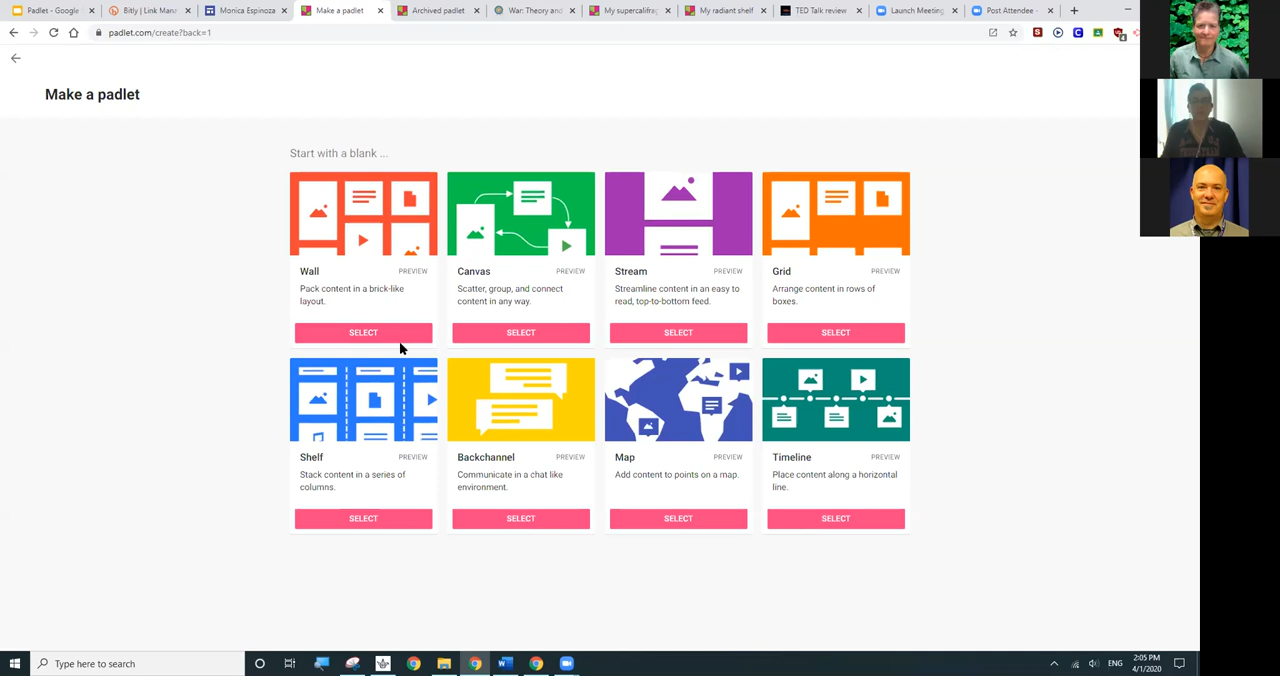 Padlet - Google
Bitly | Link Man
Monica Espinoza
Make a padlet
Archived padlet
War: Theory and
My supercalifrag
My radiant shelf
TED Talk review
Launch Meeting
Post Attendee -
padlet.com/create?back=1
Make a padlet
Start with a blank ...
Wall PREVIEW
Pack content in a brick-like
layout.
SELECT
Canvas PREVIEW
Scatter, group, and connect
content in any way.
SELECT
Stream PREVIEW
Streamline content in an easy to
read, top-to-bottom feed.
SELECT
Grid PREVIEW
Arrange content in rows of
boxes.
SELECT
Shelf PREVIEW
Stack content in a series of
columns.
SELECT
Backchannel PREVIEW
Communicate in a chat like
environment.
SELECT
Map PREVIEW
Add content to points on a map.
SELECT
Timeline PREVIEW
Place content along a horizontal
line.
SELECT
Type here to search
ENG
2:05 PM
4/1/2020